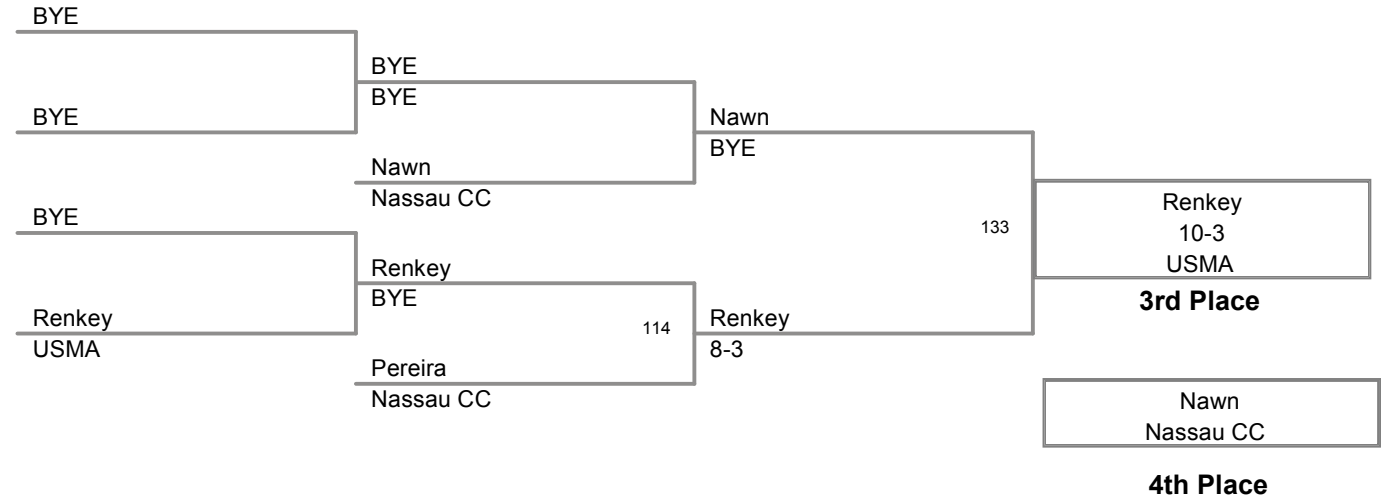 BYE
BYE
BYE
BYE
Nawn
BYE
Nawn
Nassau CC
BYE
133
Renkey
10-3
USMA
3rd Place
Renkey
BYE
Renkey
USMA
114
Renkey
8-3
Pereira
Nassau CC
Nawn
Nassau CC
4th Place